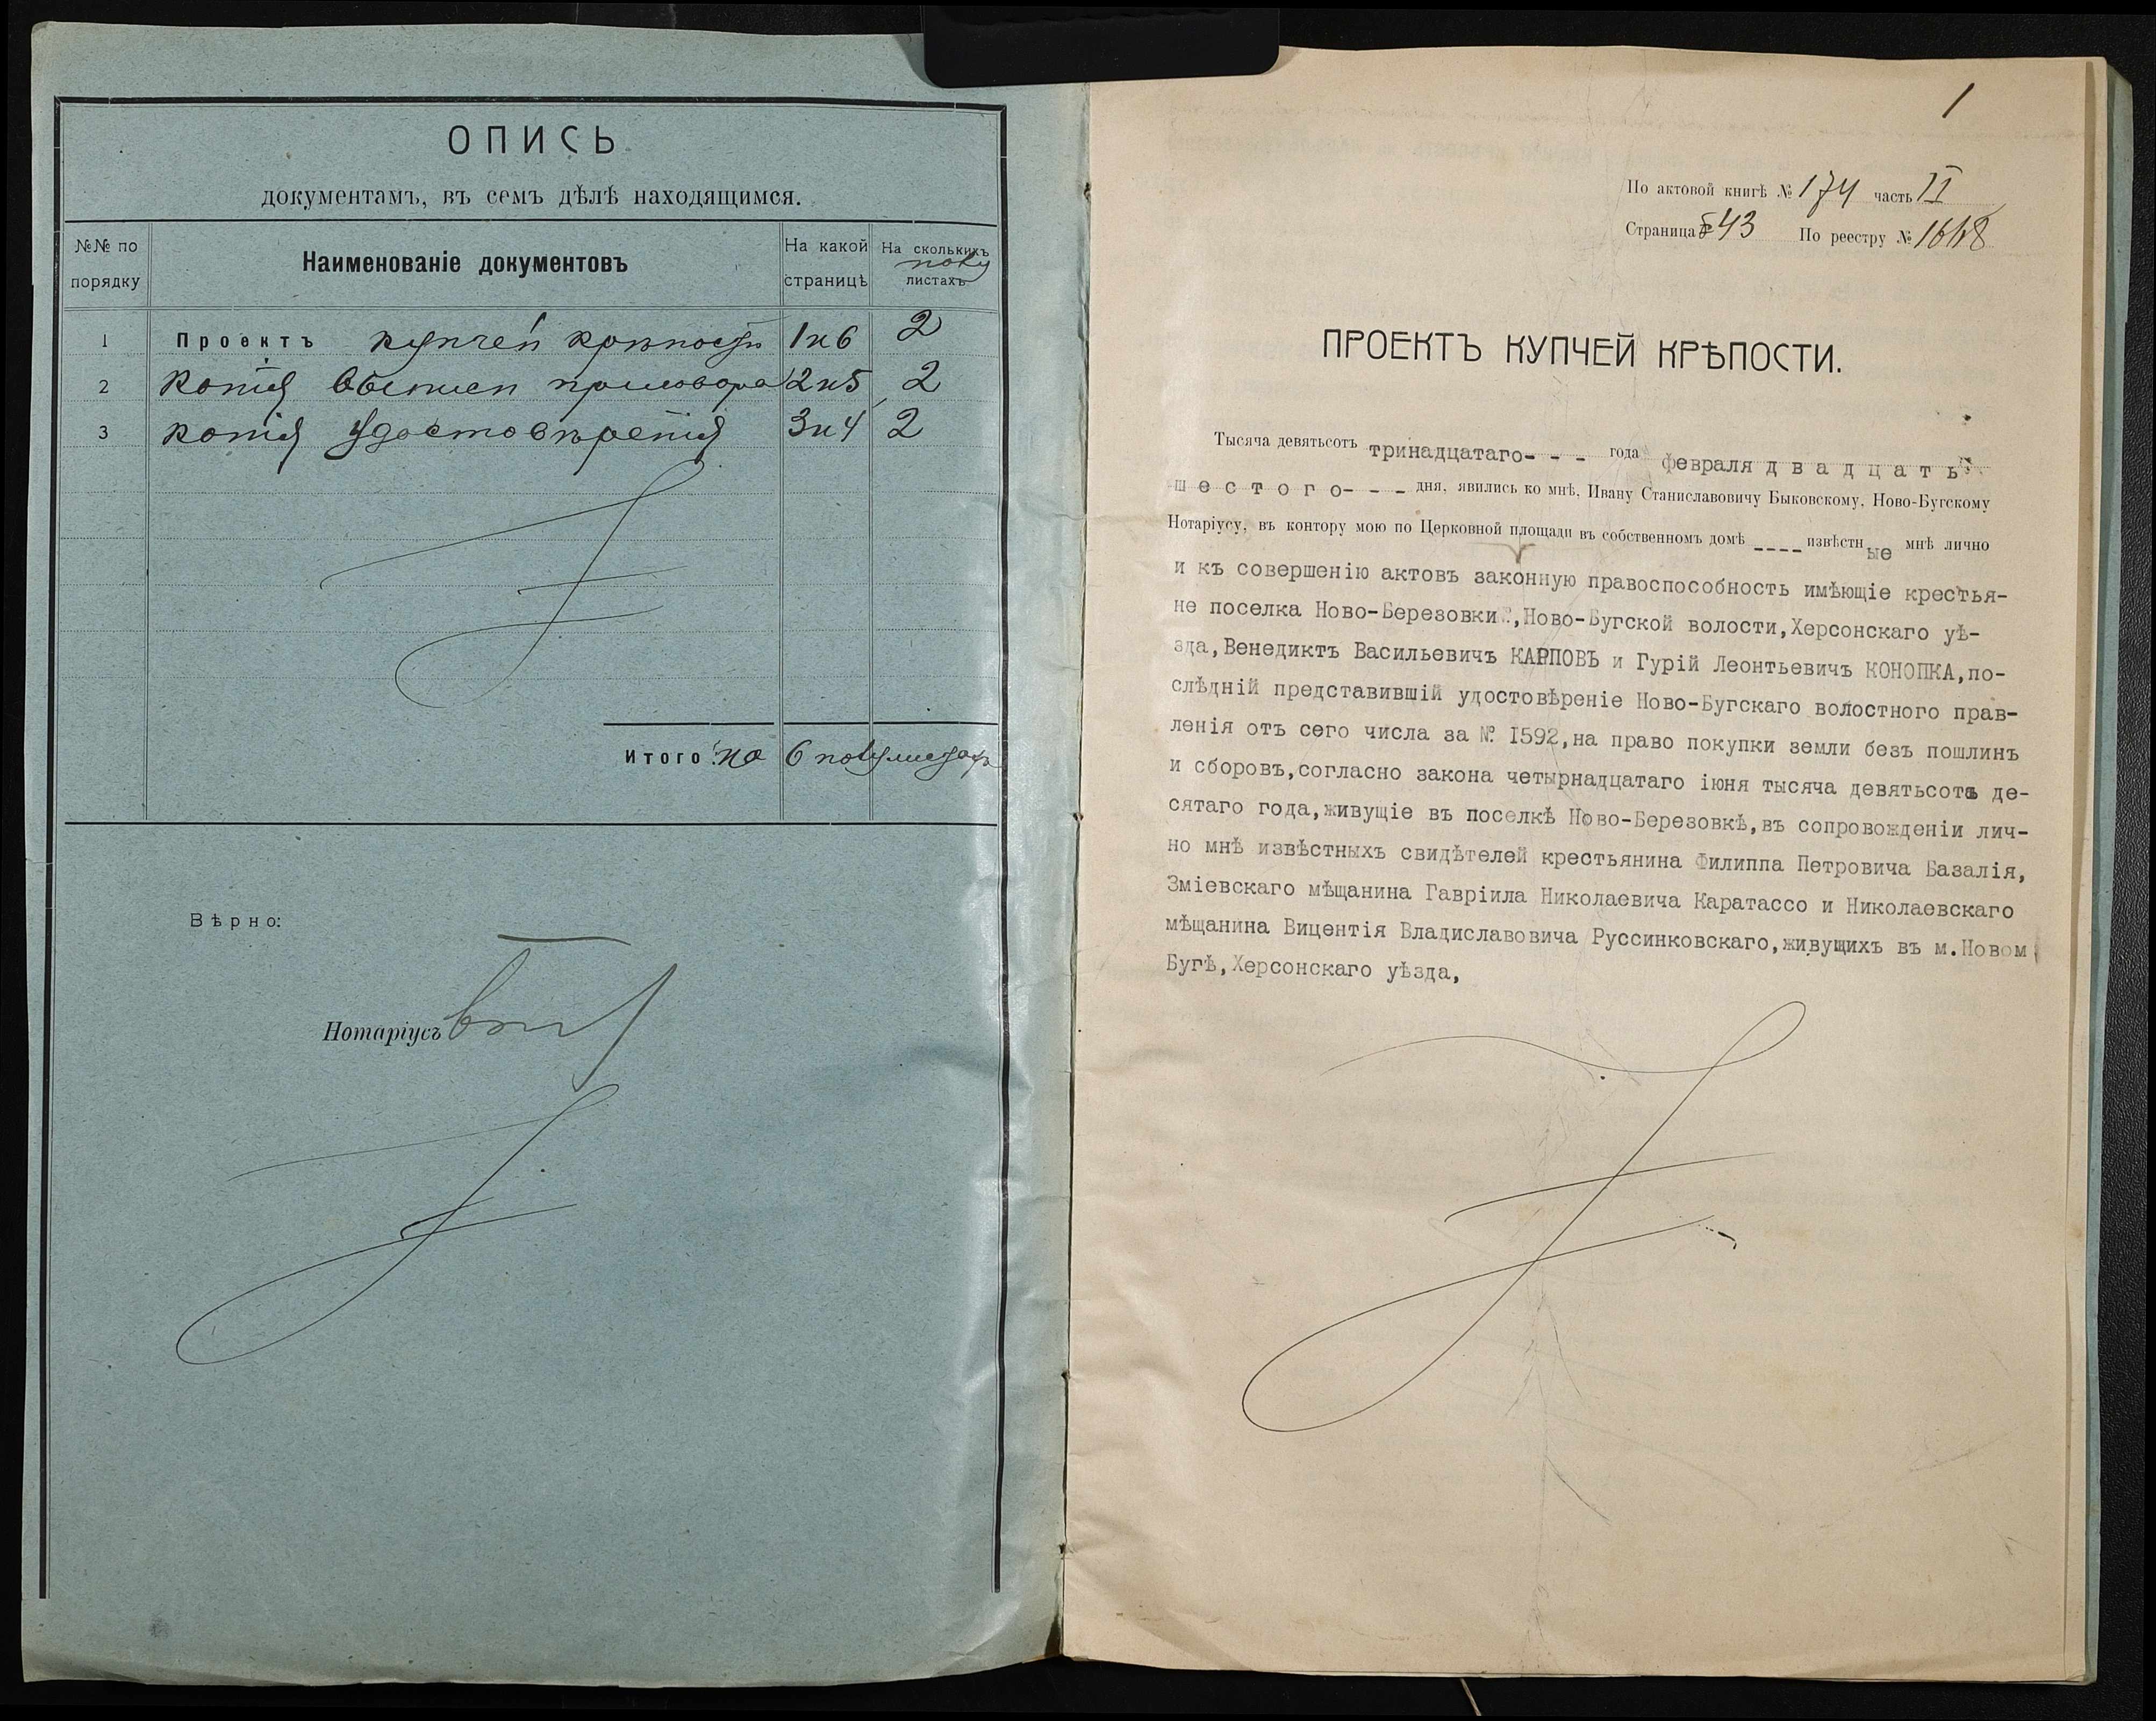 ОПИСЬ
документамъ, въ семъ дѣлѣ находящимся.
№№ по порядку
Наименованіе документовъ
На какой страницѣ
На сколькихъ полу листахъ
1 Проектъ купчей крѣпости 1 и 6 2
2 Копія выписи приговора 2 и 5 2
3 Копія удостовѣренія 3 и 4 2
Итого: на 6 полулистахъ
Вѣрно:
Нотаріусъ
1
По актовой книгѣ № 174 часть II
Страница 43 По реестру №
ПРОЕКТЪ КУПЧЕЙ КРѢПОСТИ.
Тысяча девятьсотъ тринадцатаго- - - года февраля двадцать
шестого- - - дня, явились ко мнѣ, Ивану Станиславовичу Быковскому, Ново-Бугскому
Нотаріусу, въ контору мою по Церковной площади въ собственномъ домѣ ---- извѣстные мнѣ лично
и къ совершенію актовъ законную правоспособность имѣющіе крестья-
не поселка Ново-Березовки,Ново-Бугской волости,Херсонскаго уѣ-
зда,Венедиктъ Васильевичъ КАРПОВЪ и Гурій Леонтьевичъ КОНОПКА,по-
слѣдній представившій удостовѣреніе Ново-Бугскаго волостного прав-
ленія отъ сего числа за № 1592,на право покупки земли безъ пошлинъ
и сборовъ,согласно закона четырнадцатаго іюня тысяча девятьсотъ де-
сятаго года,живущіе въ поселкѣ Ново-Березовкѣ,въ сопровожденіи лич-
но мнѣ извѣстныхъ свидѣтелей крестьянина Филиппа Петровича Базалія,
Зміевскаго мѣщанина Гавріила Николаевича Каратассо и Николаевскаго
мѣщанина Вицентія Владиславовича Руссинковскаго,живущихъ въ м.Новом
Бугѣ,Херсонскаго уѣзда,